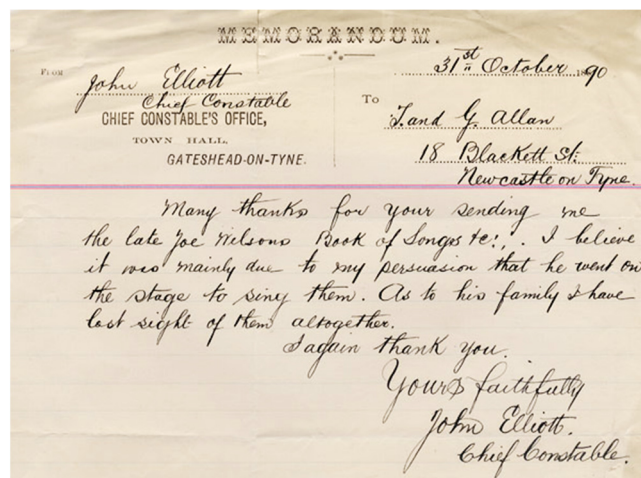 MEMORANDUM.
31st October 1890
FROM John Elliott
Chief Constable
CHIEF CONSTABLE'S OFFICE,
TOWN HALL,
GATESHEAD-ON-TYNE.
To
T. and G. Allan
18 Blackett St.
Newcastle on Tyne.
Many thanks for your sending me
the late Joe Wilsons Book of Songs &c!,. I believe
it was mainly due to my persuasion that he went on
the stage to sing them. As to his family I have
lost sight of them altogether.
I again thank you.
Yours faithfully
John Elliott.
Chief Constable.